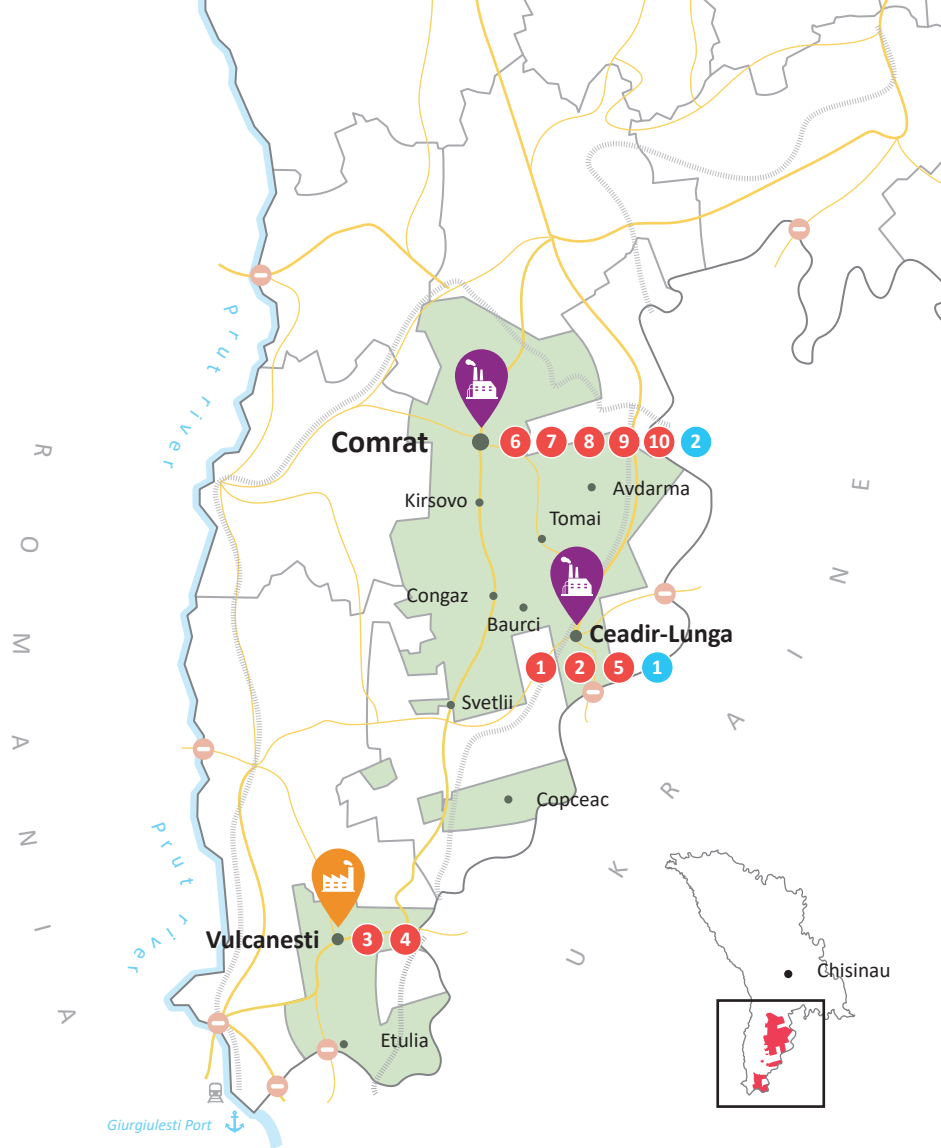 Prut river
ROMANIA
Comrat
6 7 8 9 10 2
Kirsovo
Avdarma
Tomai
UKRAINE
Congaz
Baurci
Ceadir-Lunga
1 2 5 1
Svetlii
Copceac
Prut river
Vulcanesti
3 4
Chisinau
Etulia
Giurgiulesti Port